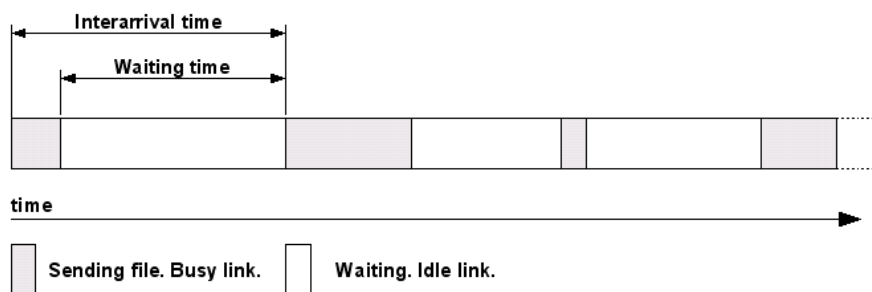 Interarrival time
Waiting time
time
Sending file. Busy link.
Waiting. Idle link.